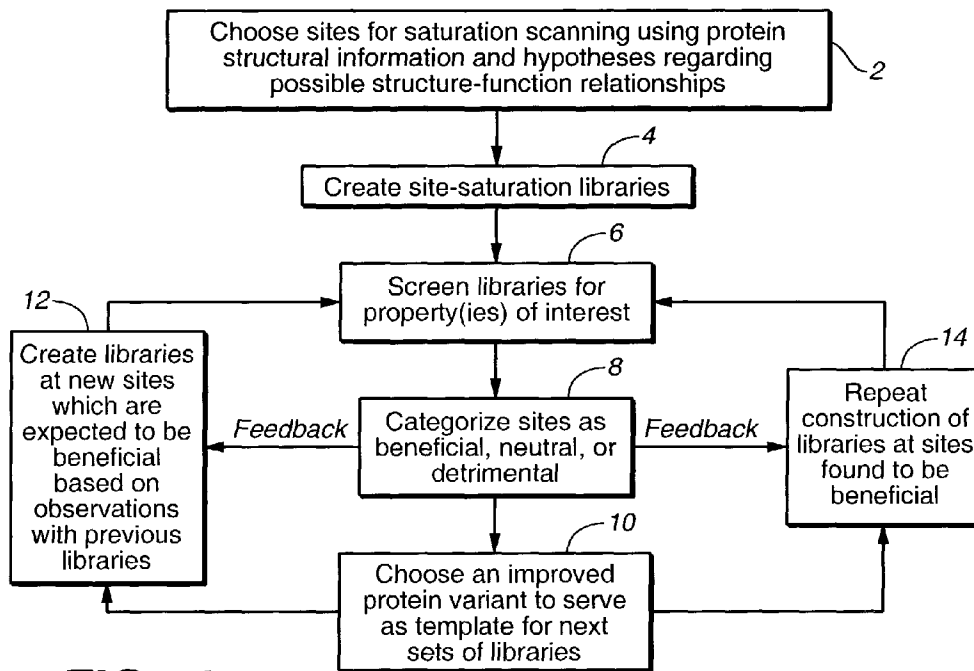 Choose sites for saturation scanning using protein
structural information and hypotheses regarding
possible structure-function relationships
2
4
Create site-saturation libraries
6
Screen libraries for
property(ies) of interest
12
Create libraries
at new sites
which are
expected to be
beneficial
based on
observations
with previous
libraries
Feedback
8
Categorize sites as
beneficial, neutral, or
detrimental
Feedback
14
Repeat
construction of
libraries at sites
found to be
beneficial
10
Choose an improved
protein variant to serve
as template for next
sets of libraries